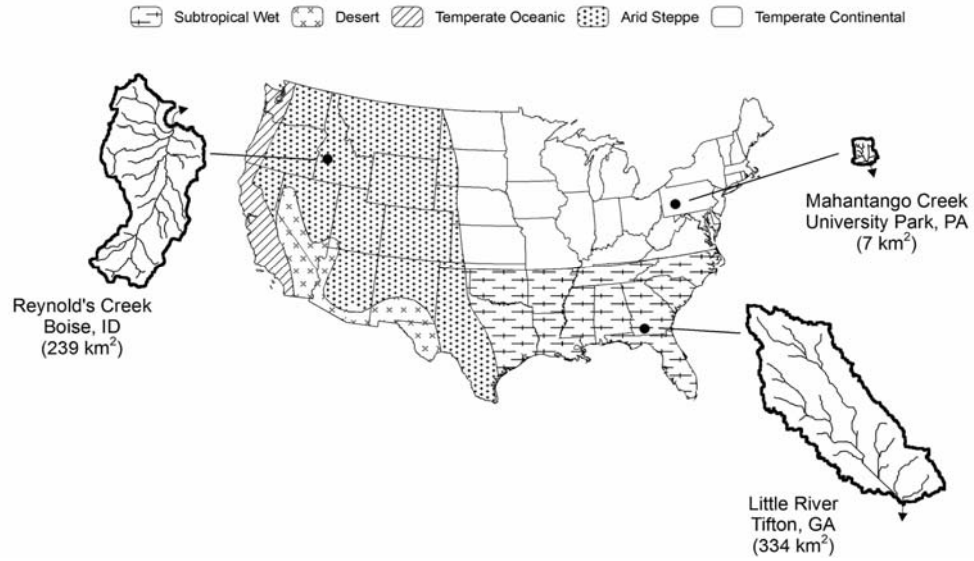 Subtropical Wet Desert Temperate Oceanic Arid Steppe Temperate Continental
Reynold's Creek
Boise, ID
(239 km²)
Mahantango Creek
University Park, PA
(7 km²)
Little River
Tifton, GA
(334 km²)